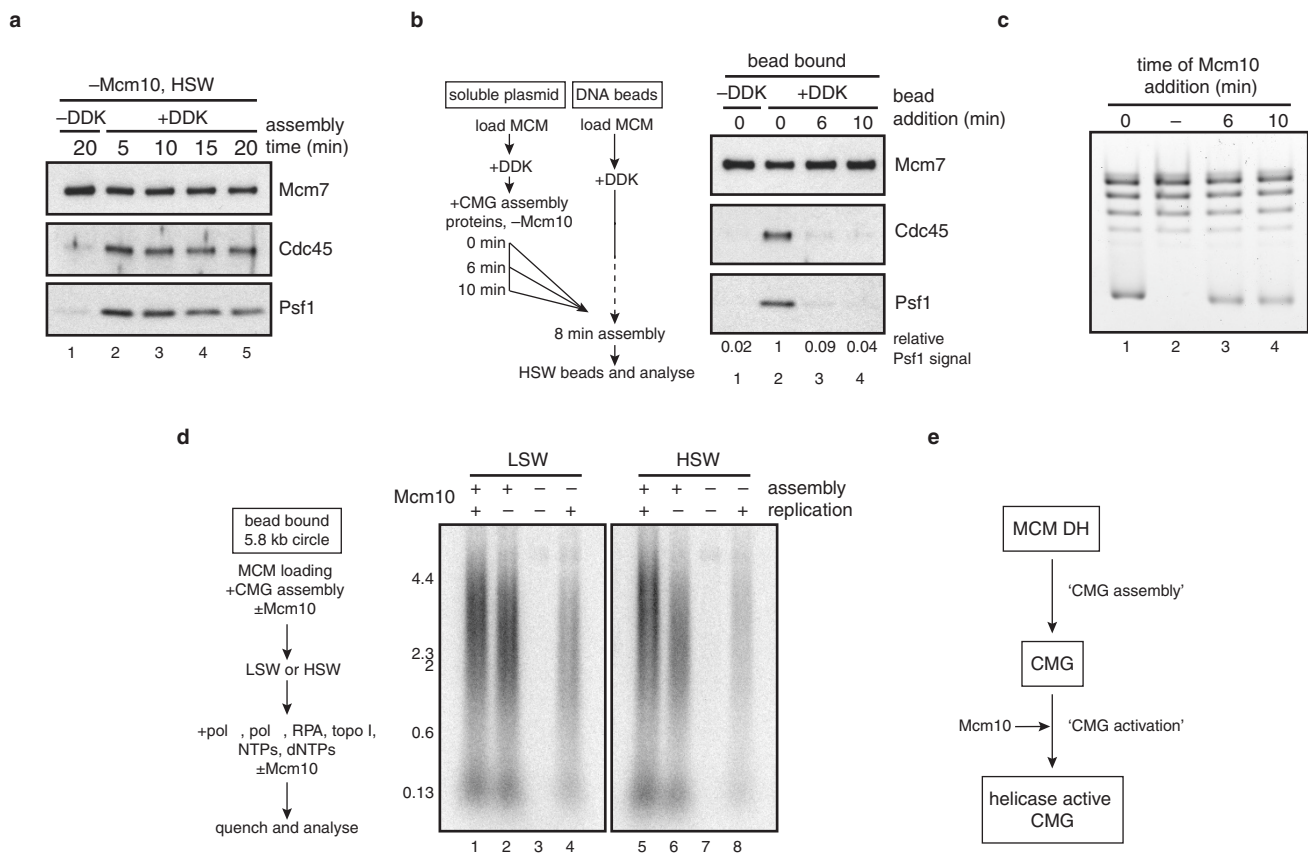 a
–Mcm10, HSW
–DDK +DDK assembly
20 5 10 15 20 time (min)
Mcm7
Cdc45
Psf1
1 2 3 4 5
b
soluble plasmid DNA beads
load MCM load MCM
+DDK
+DDK
+CMG assembly
proteins, –Mcm10
0 min
6 min
10 min
8 min assembly
HSW beads and analyse
bead bound
–DDK +DDK bead
0 0 6 10 addition (min)
Mcm7
Cdc45
Psf1
0.02 1 0.09 0.04 relative
Psf1 signal
1 2 3 4
c
time of Mcm10
addition (min)
0 – 6 10
1 2 3 4
d
bead bound
5.8 kb circle
MCM loading
+CMG assembly
±Mcm10
LSW or HSW
+pol , pol , RPA, topo I,
NTPs, dNTPs
±Mcm10
quench and analyse
LSW HSW
Mcm10
+ + – – + + – – assembly
+ – – + + – – + replication
4.4
2.3
2
0.6
0.13
1 2 3 4 5 6 7 8
e
MCM DH
‘CMG assembly’
CMG
Mcm10 ‘CMG activation’
helicase active
CMG